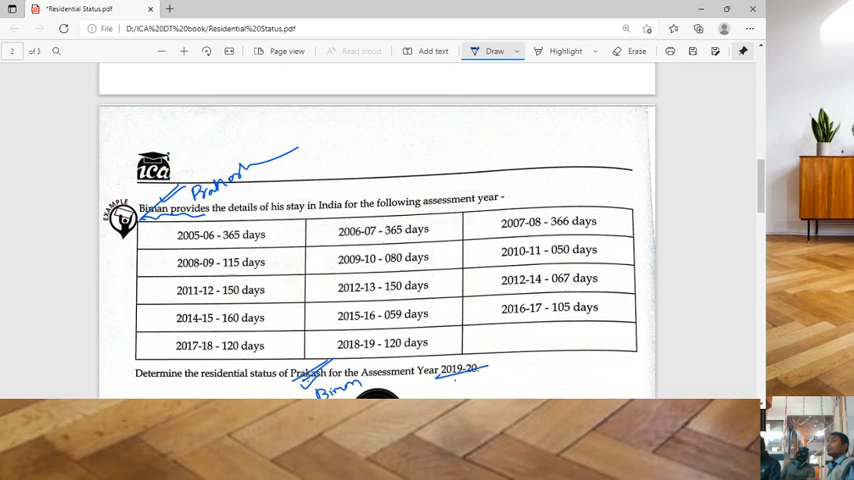 *Residential Status.pdf
File D:/ICA%20DT%20book/Residential%20Status.pdf
2 of 3 Page view Read aloud Add text Draw Highlight Erase
ica
Prakash
EXAMPLE
Biman provides the details of his stay in India for the following assessment year -
2005-06 - 365 days 2006-07 - 365 days 2007-08 - 366 days
2008-09 - 115 days 2009-10 - 080 days 2010-11 - 050 days
2011-12 - 150 days 2012-13 - 150 days 2012-14 - 067 days
2014-15 - 160 days 2015-16 - 059 days 2016-17 - 105 days
2017-18 - 120 days 2018-19 - 120 days
Determine the residential status of Prakash for the Assessment Year 2019-20.
Biman